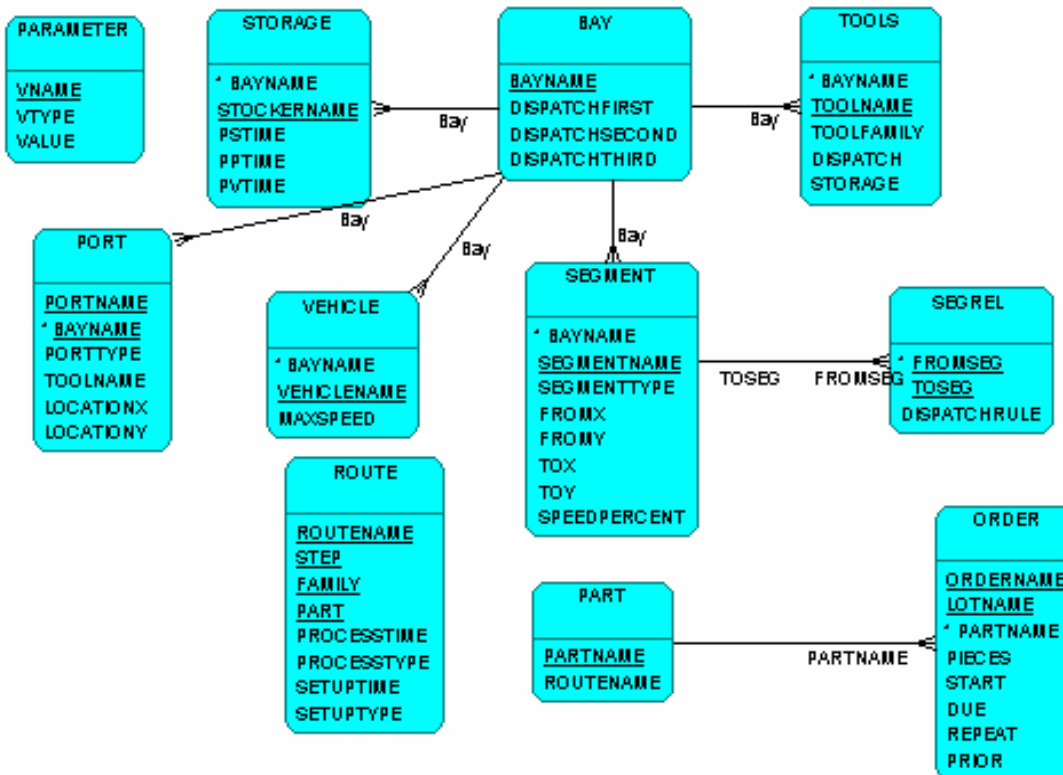 PARAMETER
VNAME
VTYPE
VALUE
STORAGE
* BAYNAME
STOCKERNAME
PSTIME
PPTIME
PVTIME
Bay
BAY
BAYNAME
DISPATCHFIRST
DISPATCHSECOND
DISPATCHTHIRD
Bay
TOOLS
* BAYNAME
TOOLNAME
TOOLFAMILY
DISPATCH
STORAGE
Bay
Bay
Bay
PORT
PORTNAME
* BAYNAME
PORTTYPE
TOOLNAME
LOCATIONX
LOCATIONY
VEHICLE
* BAYNAME
VEHICLENAME
MAXSPEED
SEGMENT
* BAYNAME
SEGMENTNAME
SEGMENTTYPE
FROMX
FROMY
TOX
TOY
SPEEDPERCENT
TOSEG
FROMSEG
SEGREL
* FROMSEG
TOSEG
DISPATCHRULE
ROUTE
ROUTENAME
STEP
FAMILY
PART
PROCESSTIME
PROCESSTYPE
SETUPTIME
SETUPTYPE
PART
PARTNAME
ROUTENAME
PARTNAME
ORDER
ORDERNAME
LOTNAME
* PARTNAME
PIECES
START
DUE
REPEAT
PRIOR